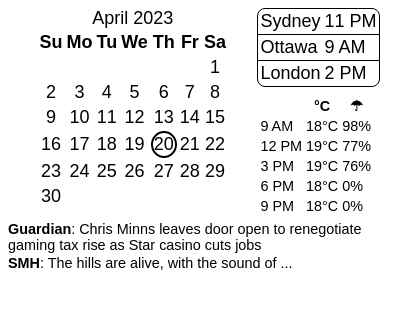 April 2023
Su Mo Tu We Th Fr Sa
1
2 3 4 5 6 7 8
9 10 11 12 13 14 15
16 17 18 19 20 21 22
23 24 25 26 27 28 29
30
Sydney 11 PM
Ottawa 9 AM
London 2 PM
°C ☂
9 AM 18°C 98%
12 PM 19°C 77%
3 PM 19°C 76%
6 PM 18°C 0%
9 PM 18°C 0%
Guardian: Chris Minns leaves door open to renegotiate
gaming tax rise as Star casino cuts jobs
SMH: The hills are alive, with the sound of ...